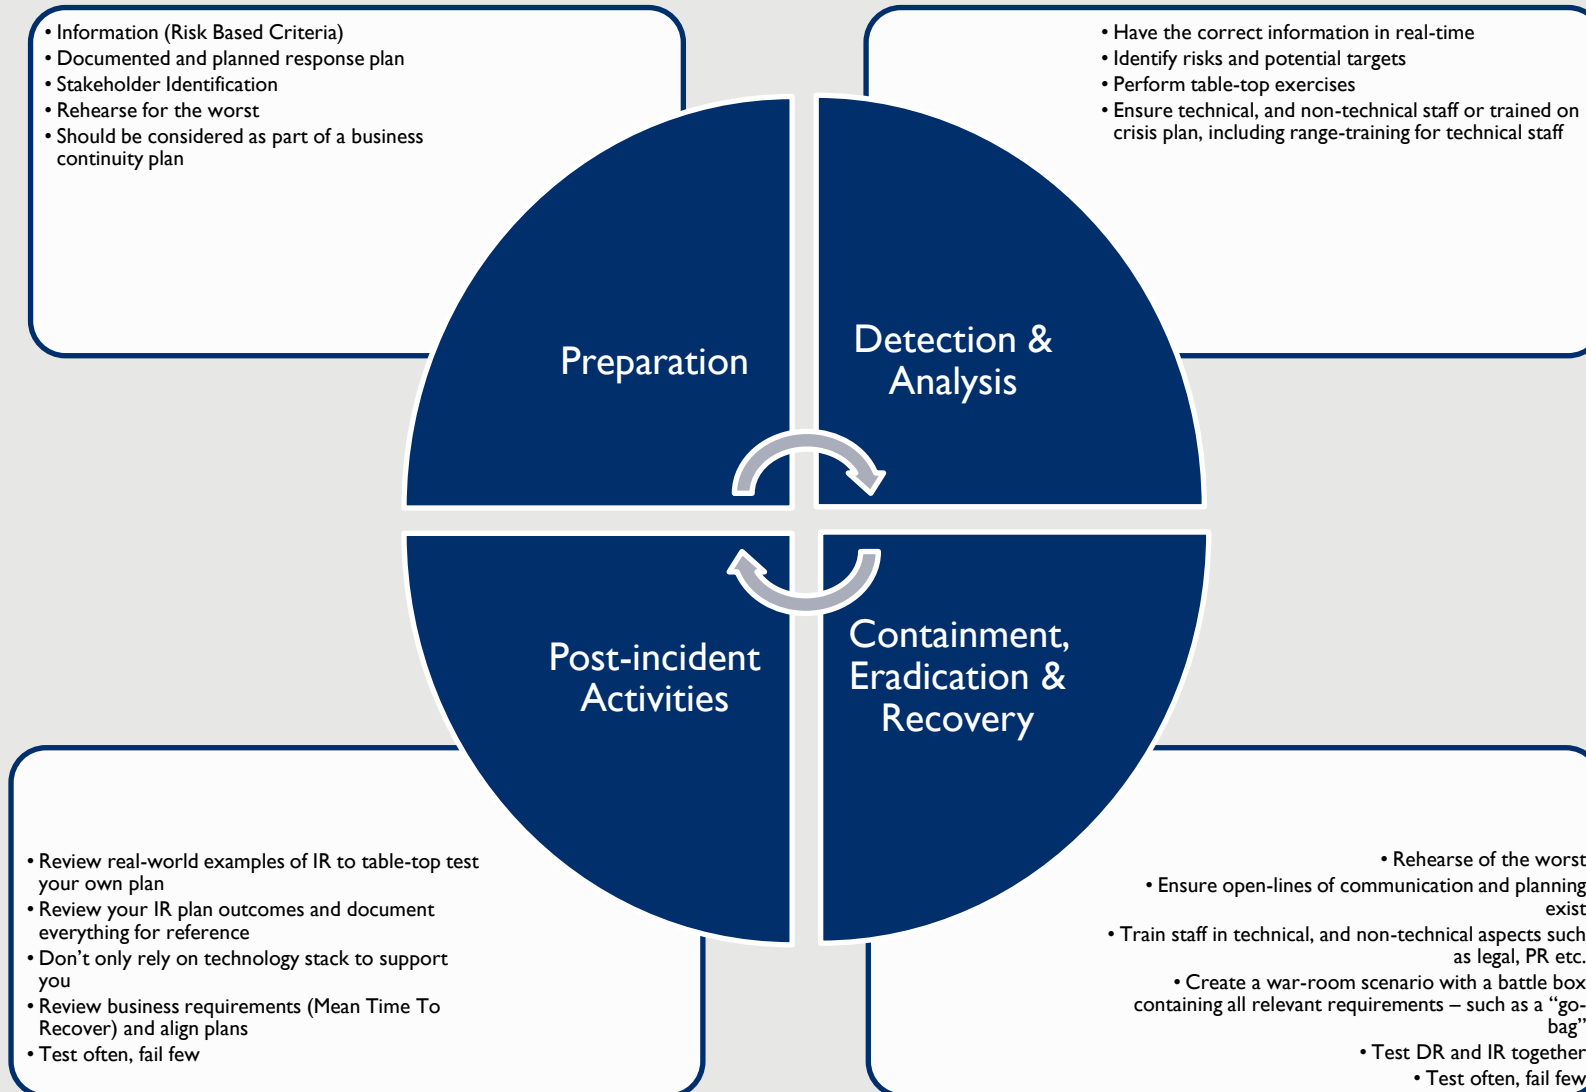 • Information (Risk Based Criteria)
• Documented and planned response plan
• Stakeholder Identification
• Rehearse for the worst
• Should be considered as part of a business
continuity plan
• Have the correct information in real-time
• Identify risks and potential targets
• Perform table-top exercises
• Ensure technical, and non-technical staff or trained on
crisis plan, including range-training for technical staff
Preparation
Detection &
Analysis
Post-incident
Activities
Containment,
Eradication &
Recovery
• Review real-world examples of IR to table-top test
your own plan
• Review your IR plan outcomes and document
everything for reference
• Don’t only rely on technology stack to support
you
• Review business requirements (Mean Time To
Recover) and align plans
• Test often, fail few
• Rehearse of the worst
• Ensure open-lines of communication and planning
exist
• Train staff in technical, and non-technical aspects such
as legal, PR etc.
• Create a war-room scenario with a battle box
containing all relevant requirements – such as a “go-
bag”
• Test DR and IR together
• Test often, fail few